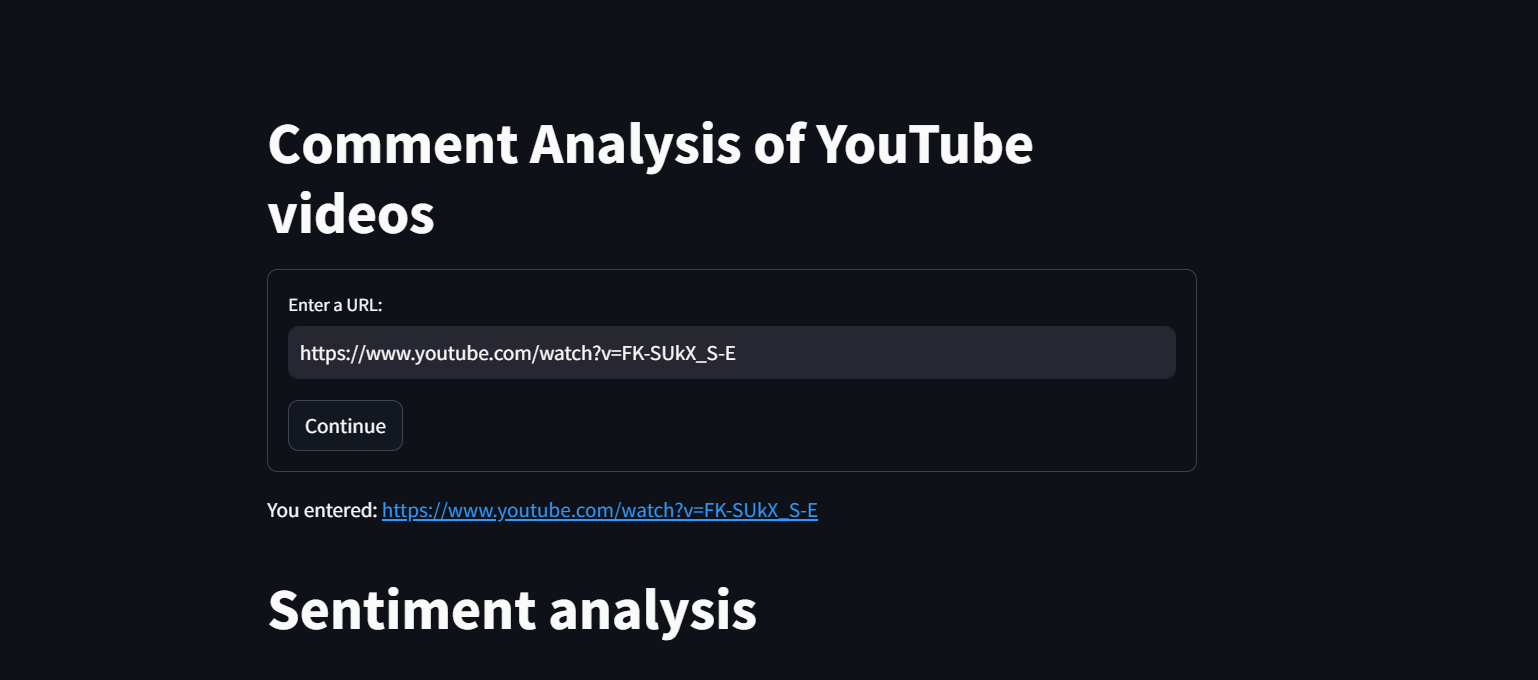 Comment Analysis of YouTube
videos
Enter a URL:
https://www.youtube.com/watch?v=FK-SUkX_S-E
Continue
You entered: https://www.youtube.com/watch?v=FK-SUkX_S-E
Sentiment analysis